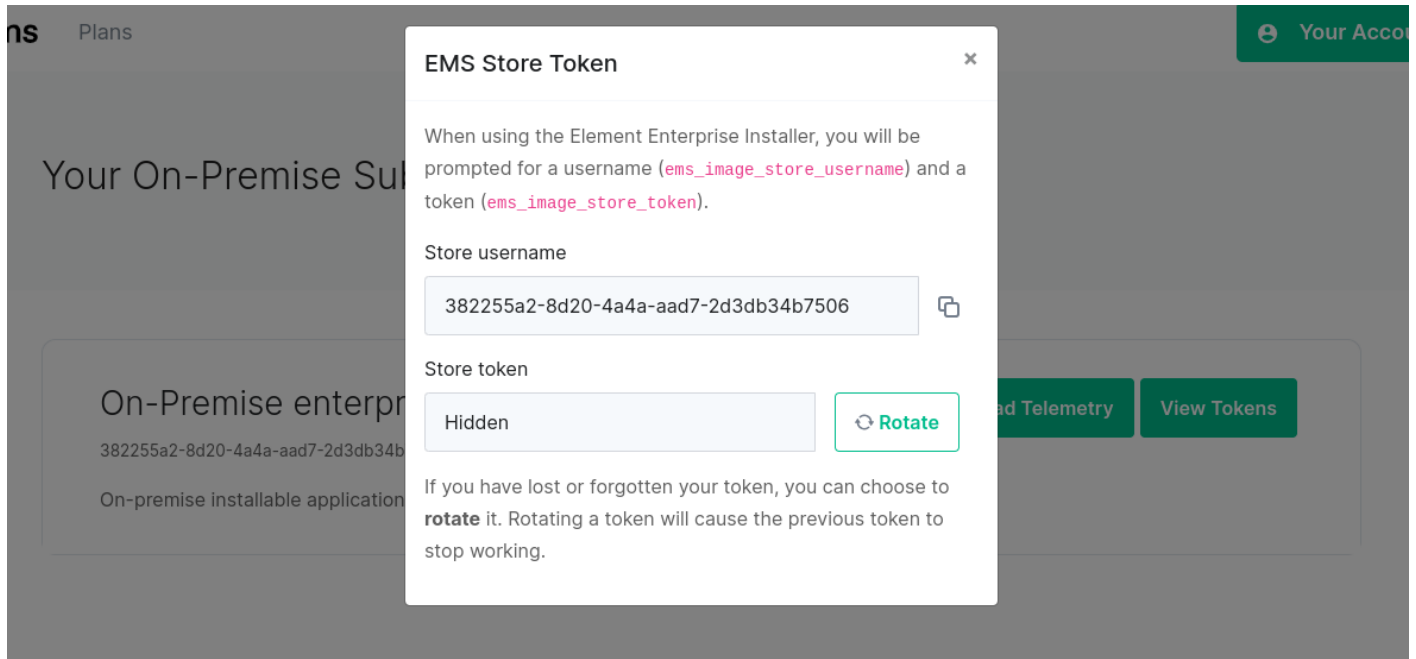 ns Plans
Your Accou
EMS Store Token
×
When using the Element Enterprise Installer, you will be
prompted for a username (ems_image_store_username) and a
token (ems_image_store_token).
Store username
382255a2-8d20-4a4a-aad7-2d3db34b7506
Store token
Hidden
Rotate
If you have lost or forgotten your token, you can choose to
rotate it. Rotating a token will cause the previous token to
stop working.
Your On-Premise Sub
On-Premise enterpr
382255a2-8d20-4a4a-aad7-2d3db34b
On-premise installable application
ad Telemetry
View Tokens